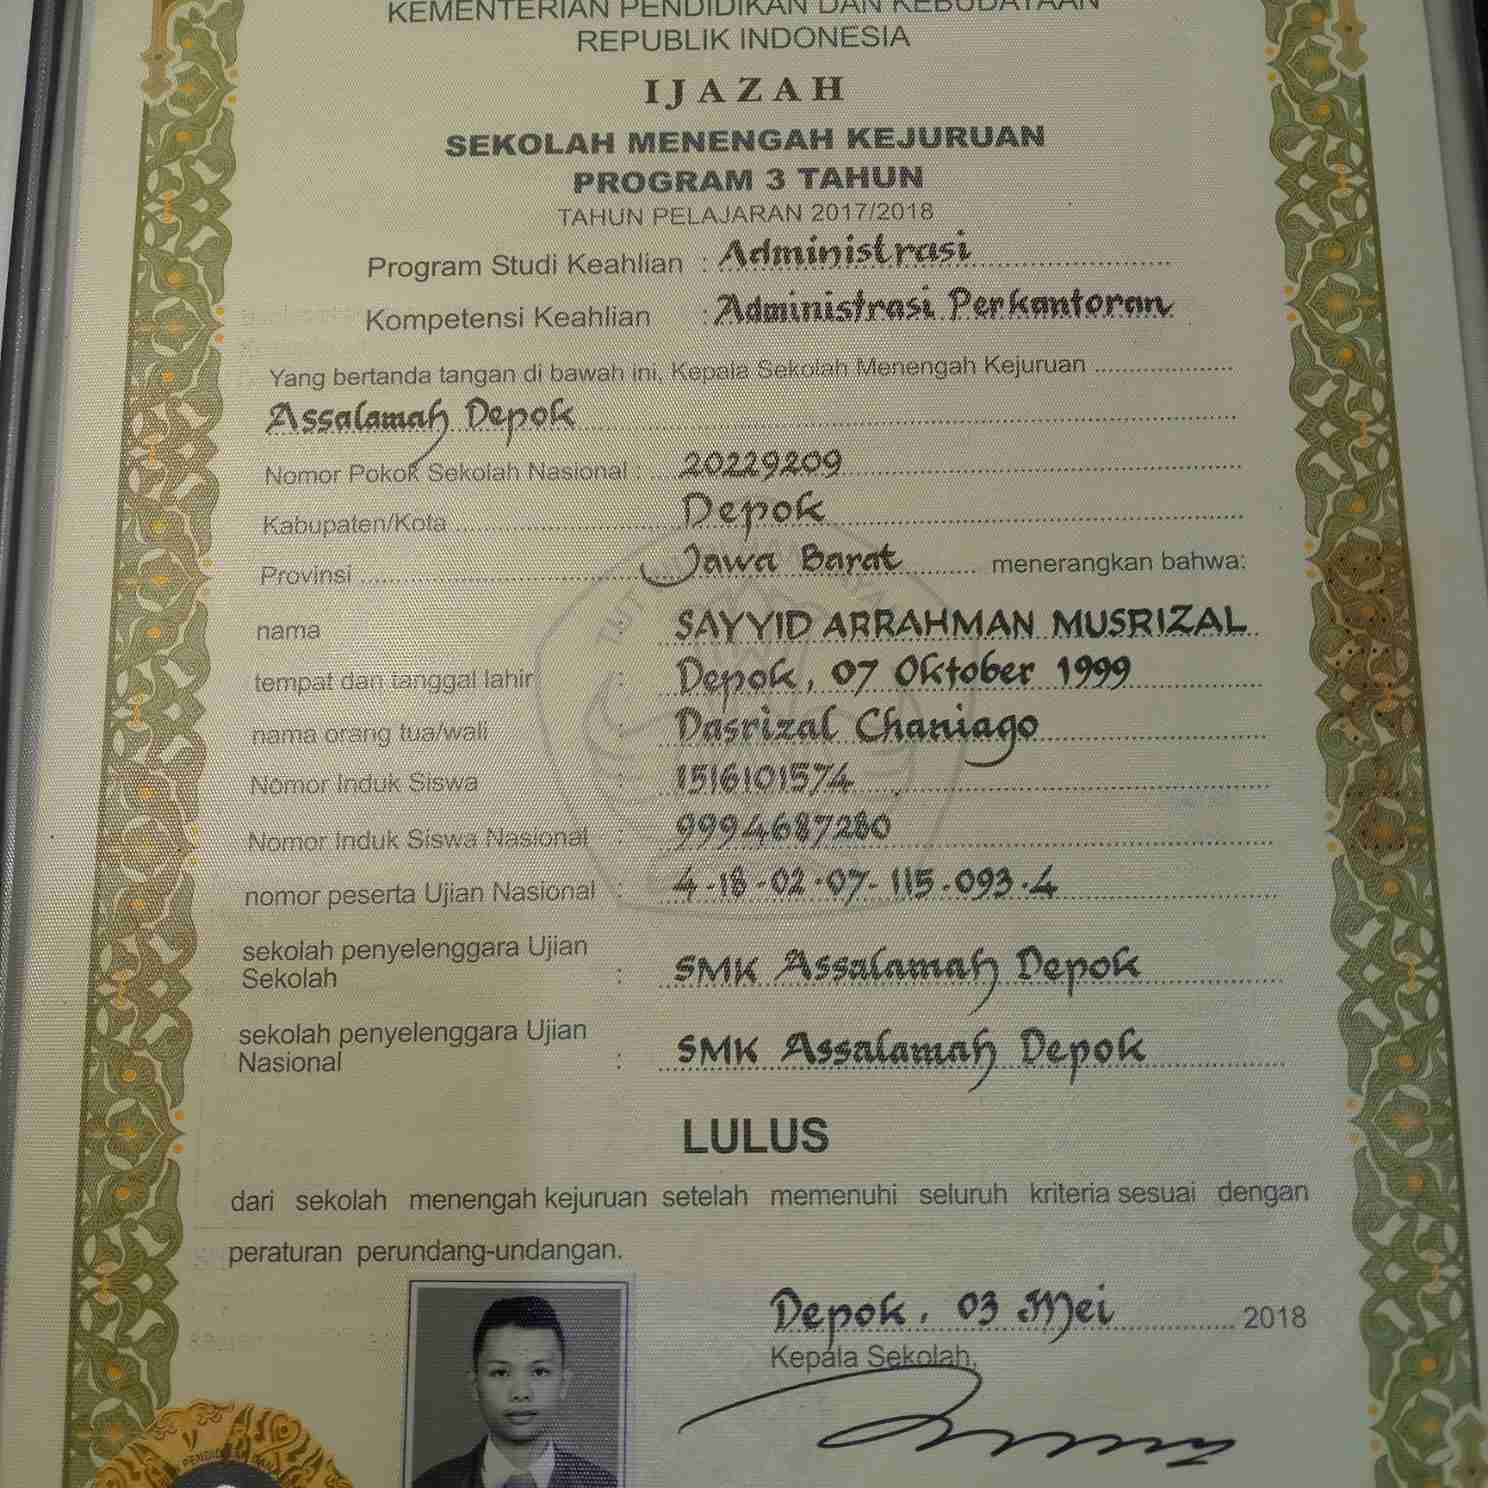 KEMENTERIAN PENDIDIKAN DAN KEBUDAYAAN
REPUBLIK INDONESIA
IJAZAH
SEKOLAH MENENGAH KEJURUAN
PROGRAM 3 TAHUN
TAHUN PELAJARAN 2017/2018
Program Studi Keahlian : Administrasi
Kompetensi Keahlian : Administrasi Perkantoran
Yang bertanda tangan di bawah ini, Kepala Sekolah Menengah Kejuruan
Assalamah Depok
Nomor Pokok Sekolah Nasional : 20229209
Kabupaten/Kota Depok
Provinsi Jawa Barat menerangkan bahwa:
nama SAYYID ARRAHMAN MUSRIZAL
tempat dan tanggal lahir : Depok, 07 Oktober 1999
nama orang tua/wali : Dasrizal Chaniago
Nomor Induk Siswa : 1516101574
Nomor Induk Siswa Nasional : 9994687280
nomor peserta Ujian Nasional : 4-18-02-07-115-093-4
sekolah penyelenggara Ujian
Sekolah : SMK Assalamah Depok
sekolah penyelenggara Ujian
Nasional : SMK Assalamah Depok
LULUS
dari sekolah menengah kejuruan setelah memenuhi seluruh kriteria sesuai dengan
peraturan perundang-undangan.
Depok, 03 Mei 2018
Kepala Sekolah,